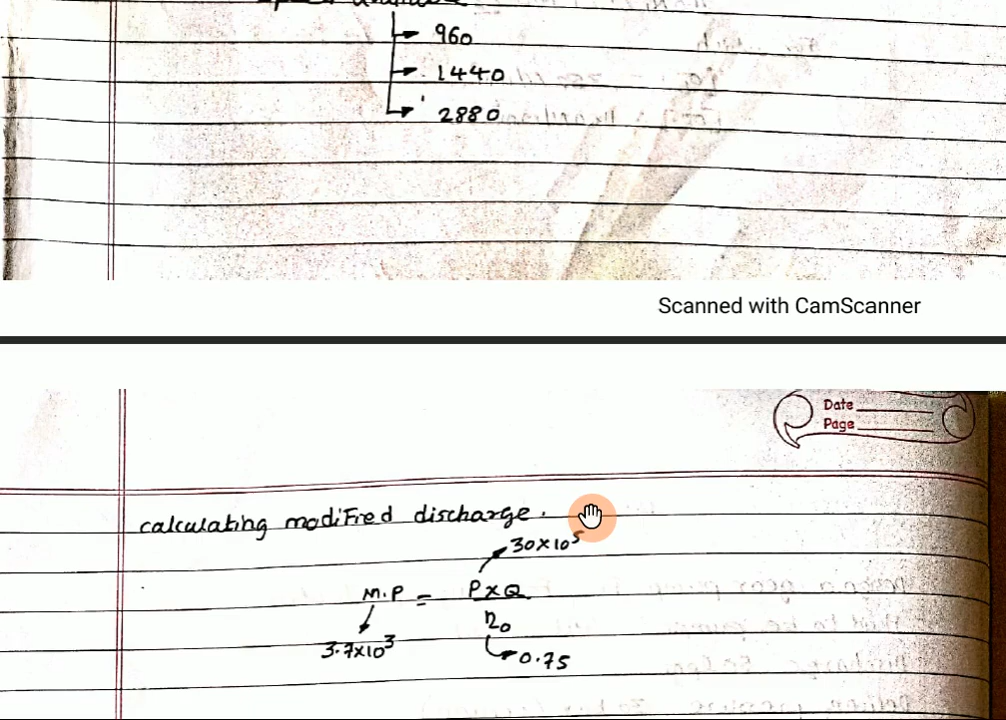 960
1440
2880
Scanned with CamScanner
Date
Page
calculating modified discharge.
30×10⁵
M.P = P×Q
η₀
3.7×10³
0.75